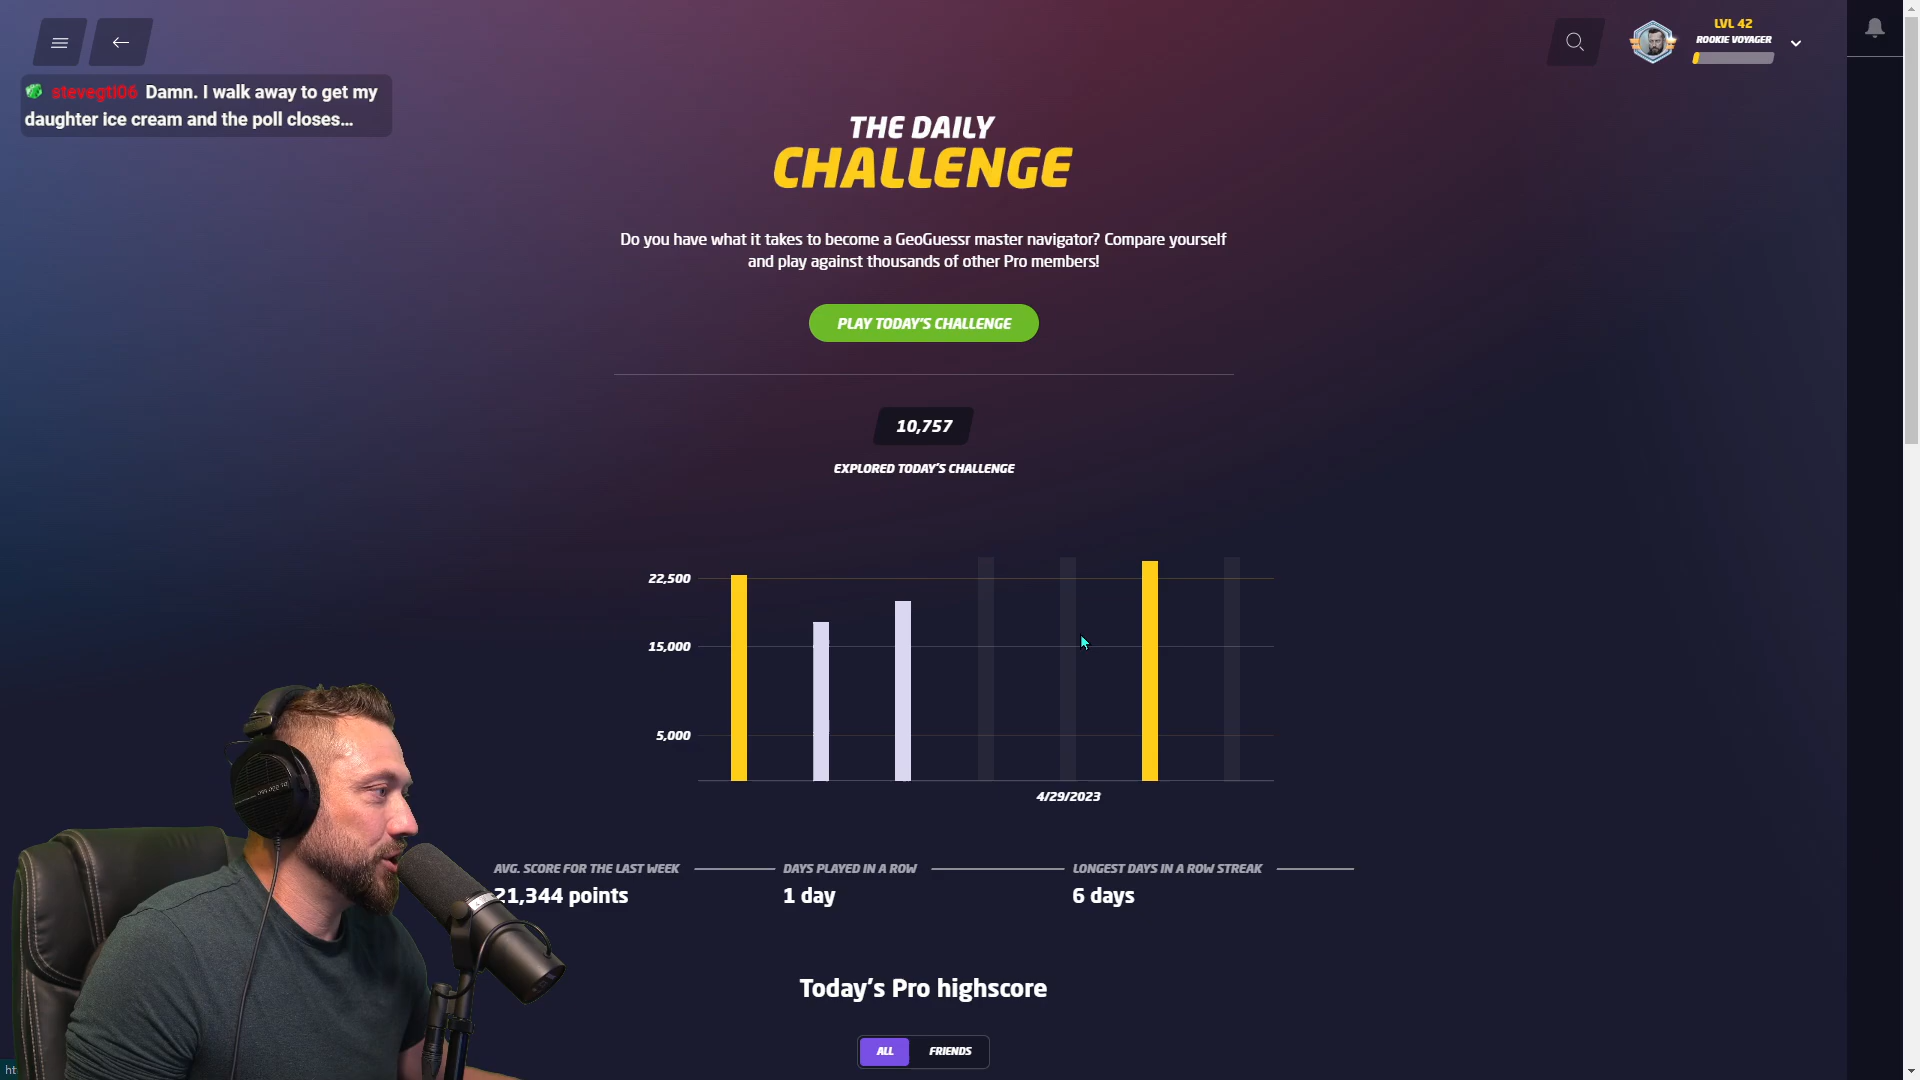 LVL 42
ROOKIE VOYAGER
stevegtl06 Damn. I walk away to get my
daughter ice cream and the poll closes...
THE DAILY
CHALLENGE
Do you have what it takes to become a GeoGuessr master navigator? Compare yourself
and play against thousands of other Pro members!
PLAY TODAY'S CHALLENGE
10,757
EXPLORED TODAY'S CHALLENGE
22,500
15,000
5,000
4/29/2023
AVG. SCORE FOR THE LAST WEEK
21,344 points
DAYS PLAYED IN A ROW
1 day
LONGEST DAYS IN A ROW STREAK
6 days
Today's Pro highscore
ALL
FRIENDS
ht